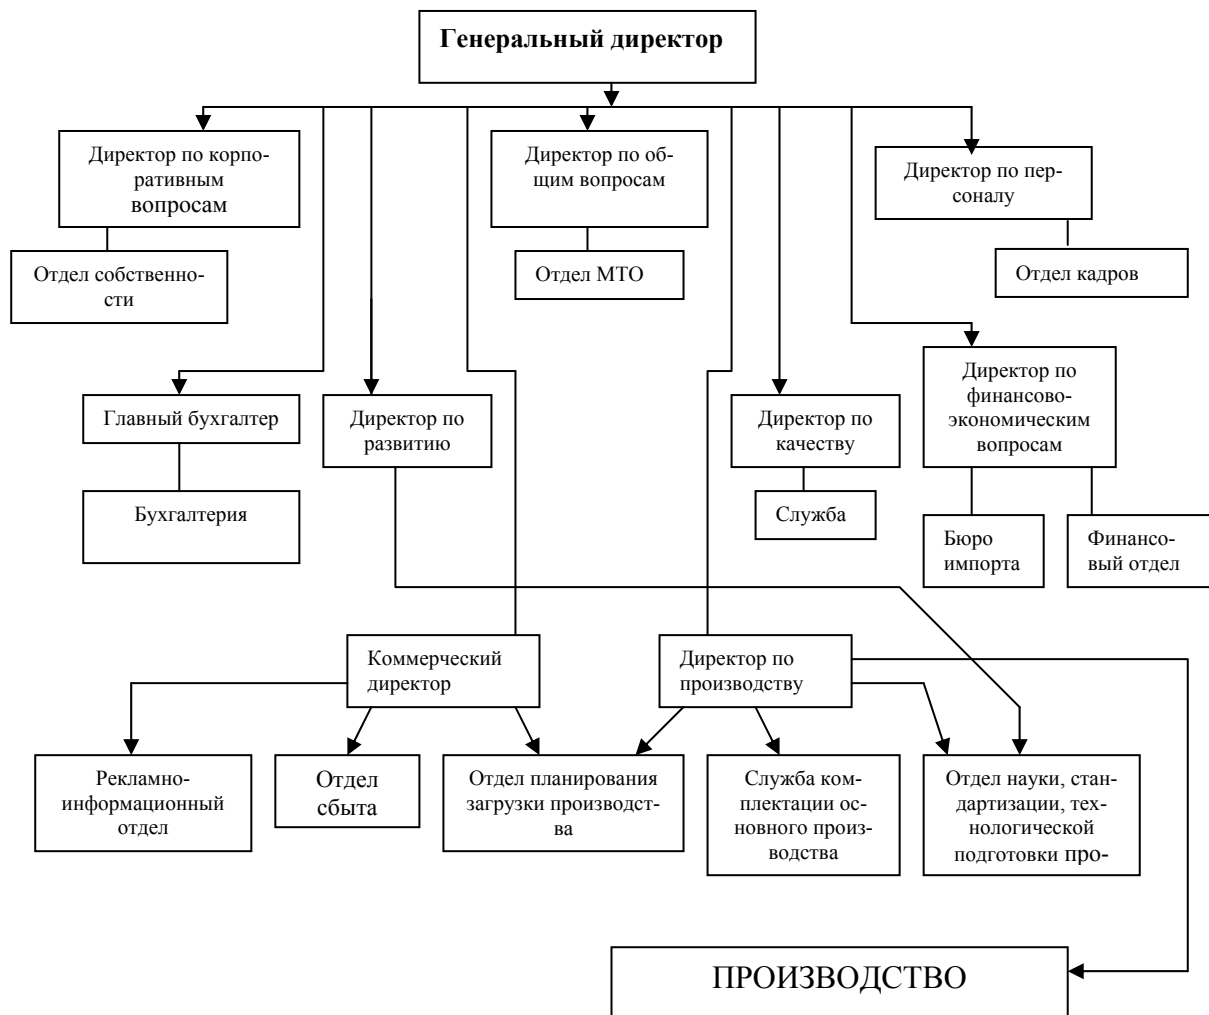 Генеральный директор
Директор по корпо-
ративным
вопросам
Директор по об-
щим вопросам
Директор по пер-
соналу
Отдел собственно-
сти
Отдел МТО
Отдел кадров
Главный бухгалтер
Директор по
развитию
Директор по
качеству
Директор по
финансово-
экономическим
вопросам
Бухгалтерия
Служба
Бюро
импорта
Финансо-
вый отдел
Коммерческий
директор
Директор по
производству
Рекламно-
информационный
отдел
Отдел
сбыта
Отдел планирования
загрузки производст-
ва
Служба ком-
плектации ос-
новного произ-
водства
Отдел науки, стан-
дартизации, тех-
нологической
подготовки про-
ПРОИЗВОДСТВО